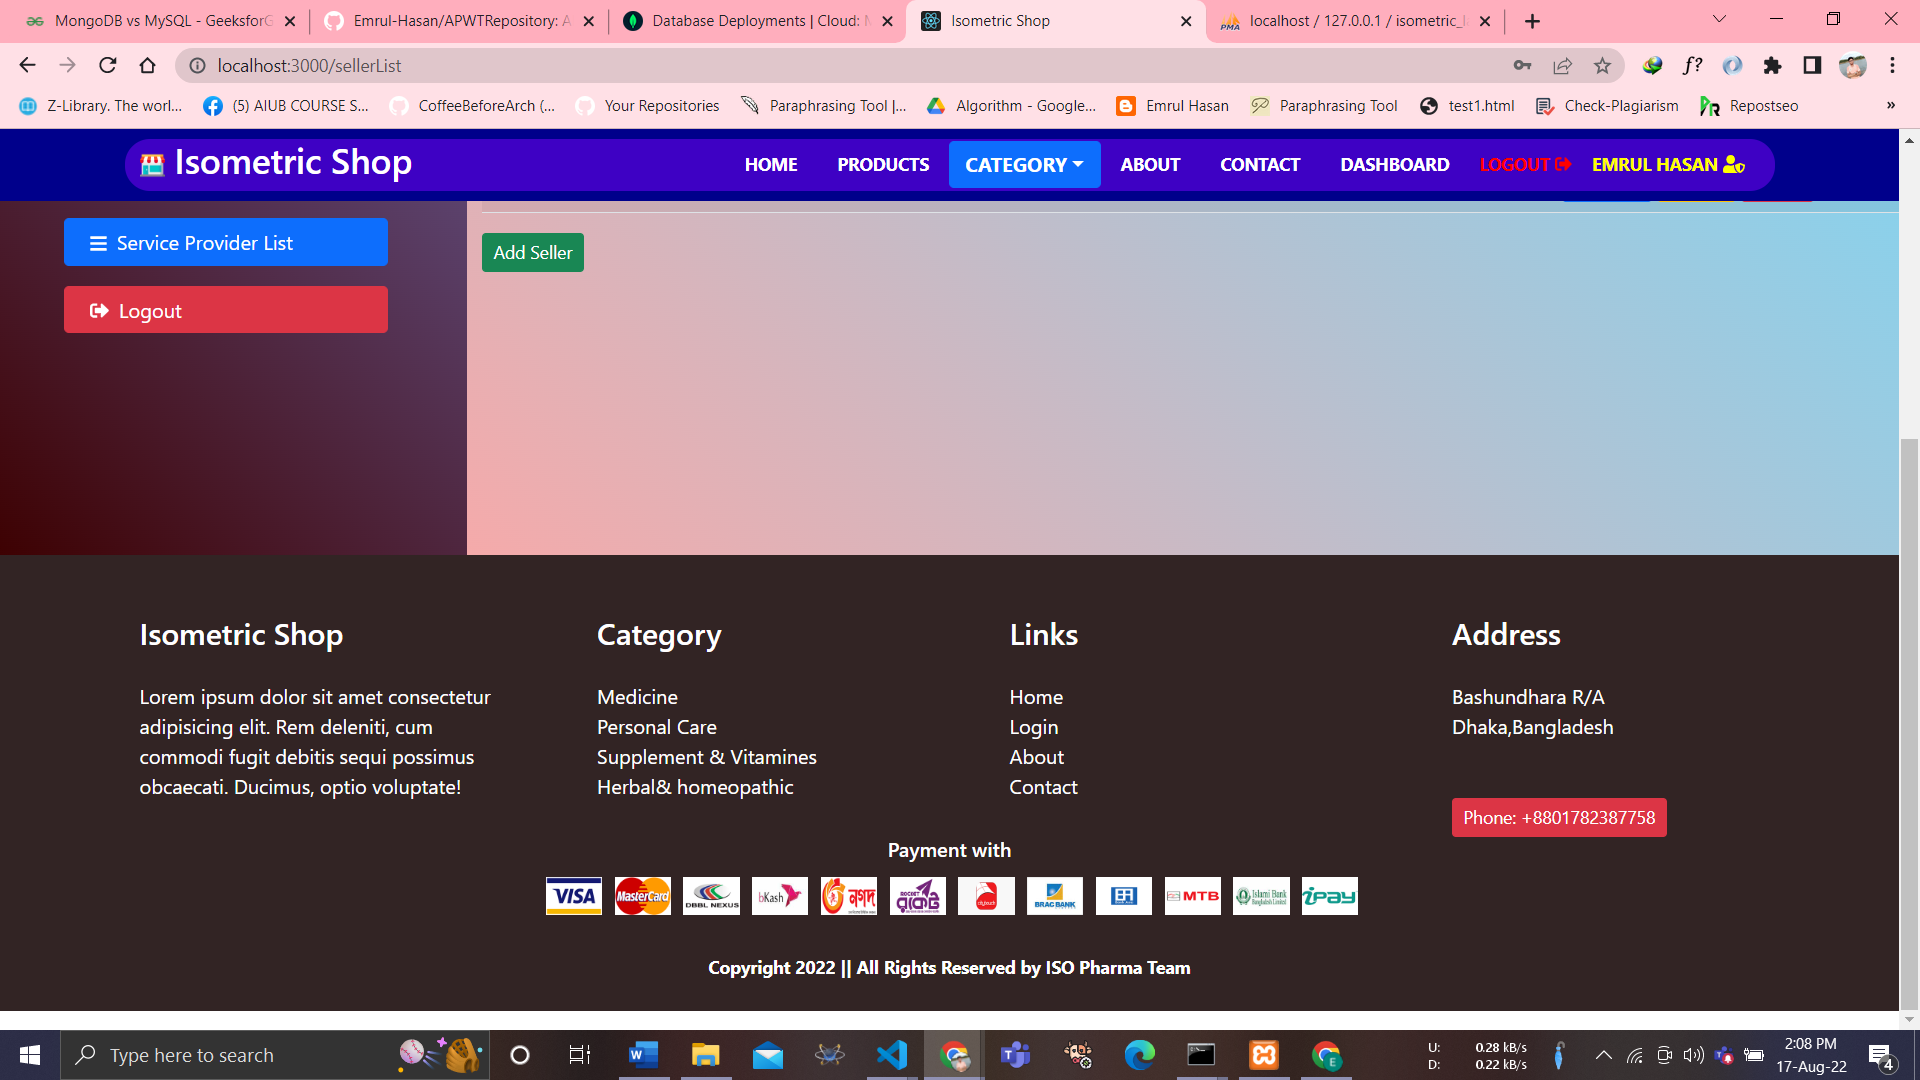 MongoDB vs MySQL - GeeksforG
Emrul-Hasan/APWTRepository: A
Database Deployments | Cloud: M
Isometric Shop
localhost / 127.0.0.1 / isometric_l
localhost:3000/sellerList
Z-Library. The worl...
(5) AIUB COURSE S...
CoffeeBeforeArch (...
Your Repositories
Paraphrasing Tool |...
Algorithm - Google...
Emrul Hasan
Paraphrasing Tool
test1.html
Check-Plagiarism
Repostseo
»
Isometric Shop
HOME
PRODUCTS
CATEGORY
ABOUT
CONTACT
DASHBOARD
LOGOUT
EMRUL HASAN
Service Provider List
Logout
Add Seller
Isometric Shop
Lorem ipsum dolor sit amet consectetur
adipisicing elit. Rem deleniti, cum
commodi fugit debitis sequi possimus
obcaecati. Ducimus, optio voluptate!
Category
Medicine
Personal Care
Supplement & Vitamines
Herbal& homeopathic
Links
Home
Login
About
Contact
Address
Bashundhara R/A
Dhaka,Bangladesh
Phone: +8801782387758
Payment with
VISA
MasterCard
DBBL NEXUS
bKash
নগদ
ROCKET
রকেট
BRAC BANK
MTB
Islami Bank
iPay
Copyright 2022 || All Rights Reserved by ISO Pharma Team
Type here to search
U: 0.28 kB/s
D: 0.22 kB/s
2:08 PM
17-Aug-22
4